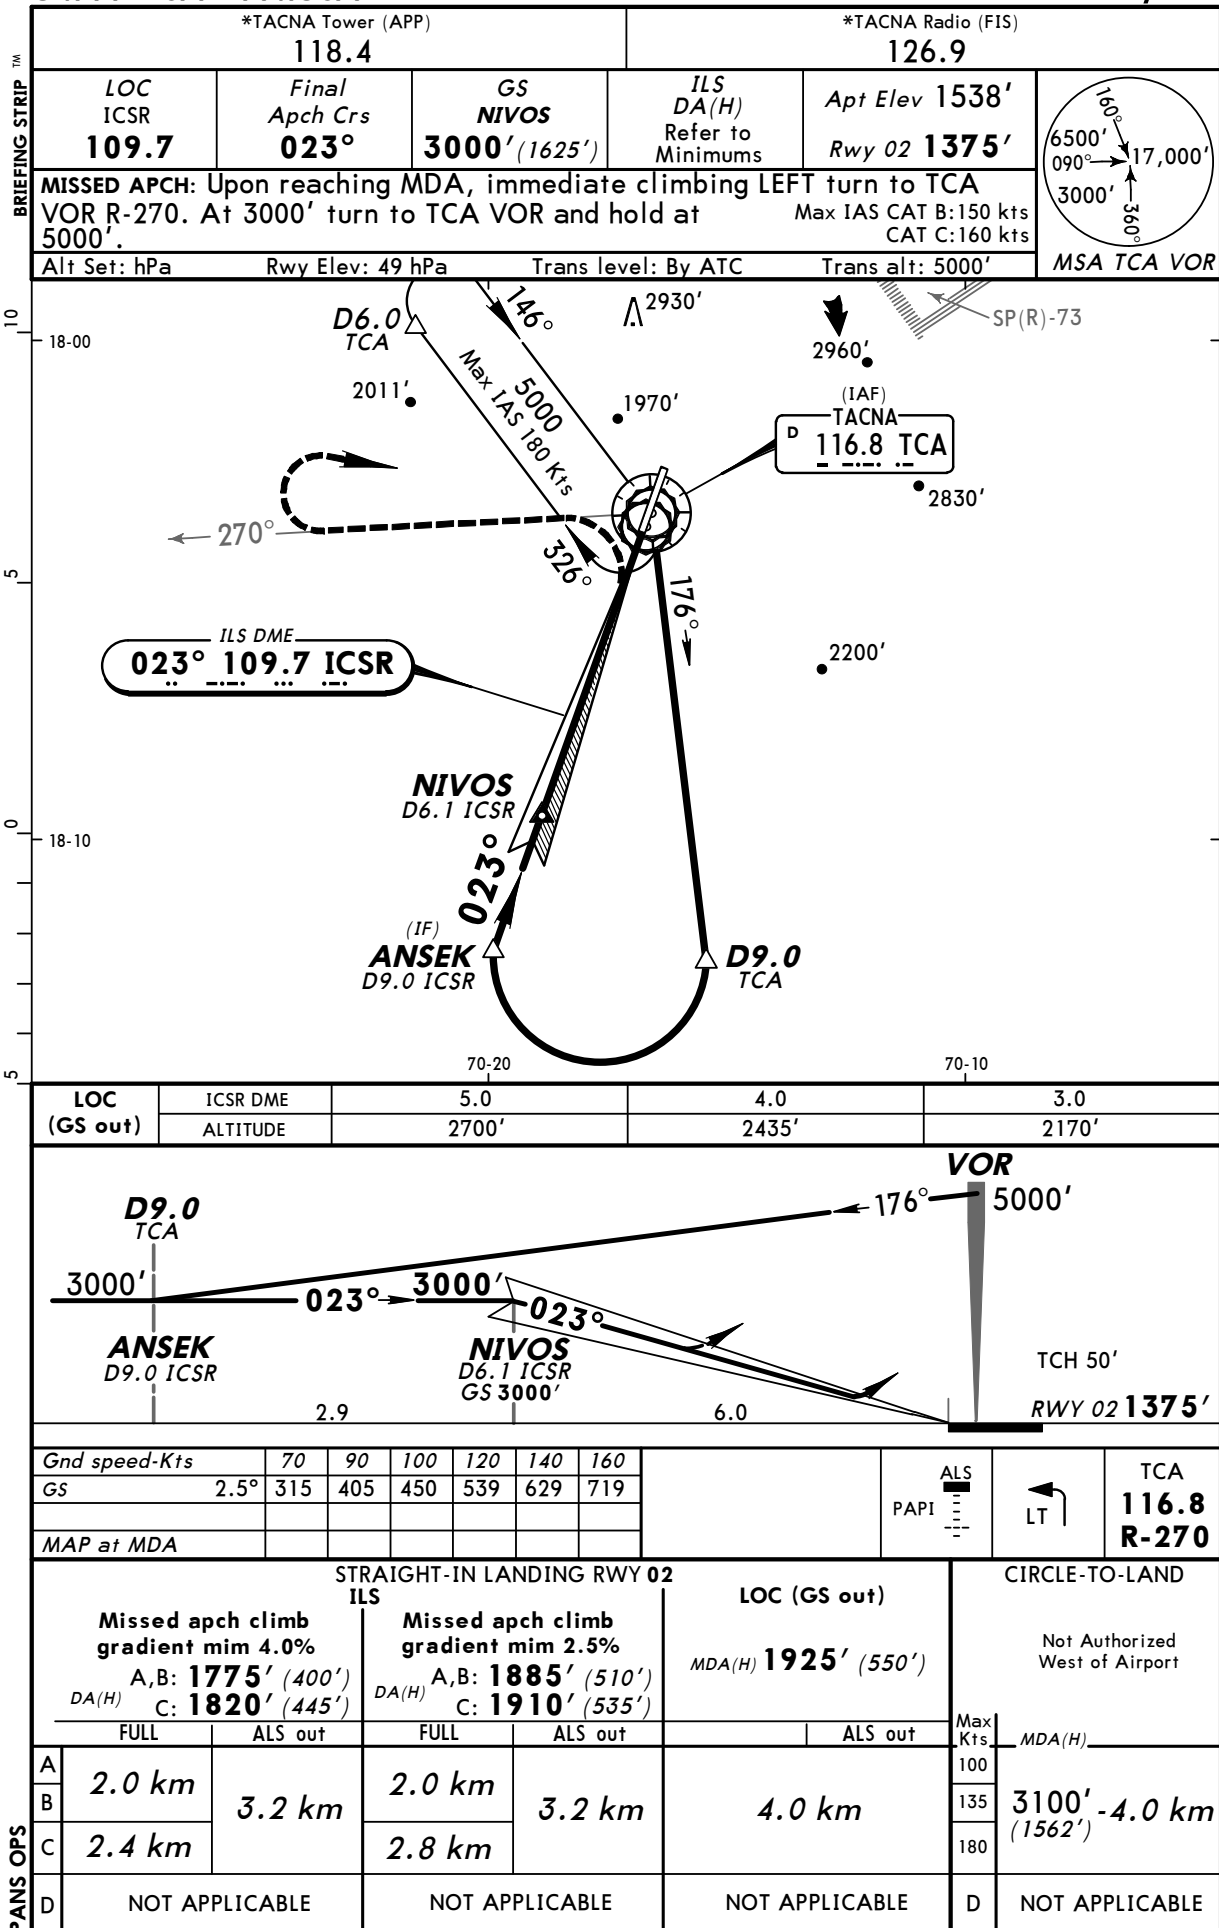 *TACNA Tower (APP)
118.4
*TACNA Radio (FIS)
126.9
BRIEFING STRIP TM
LOC
ICSR
109.7
Final
Apch Crs
023°
GS
NIVOS
3000' (1625')
ILS
DA(H)
Refer to
Minimums
Apt Elev 1538'
Rwy 02 1375'
160°
6500'
090°
17,000'
3000'
360°
MSA TCA VOR
MISSED APCH: Upon reaching MDA, immediate climbing LEFT turn to TCA
VOR R-270. At 3000' turn to TCA VOR and hold at
5000'.
Max IAS CAT B:150 kts
CAT C:160 kts
Alt Set: hPa Rwy Elev: 49 hPa Trans level: By ATC Trans alt: 5000'
10
5
0
5
18-00
18-10
70-20
70-10
D6.0
TCA
146°
5000
Max IAS 180 Kts
2930'
2960'
SP(R)-73
2011'
1970'
(IAF)
TACNA
D 116.8 TCA
2830'
270°
326°
176°
2200'
ILS DME
023° 109.7 ICSR
NIVOS
D6.1 ICSR
023°
(IF)
ANSEK
D9.0 ICSR
D9.0
TCA
LOC
(GS out)
ICSR DME 5.0 4.0 3.0
ALTITUDE 2700' 2435' 2170'
VOR
D9.0
TCA
176°
5000'
3000'
023°
3000'
023°
ANSEK
D9.0 ICSR
NIVOS
D6.1 ICSR
GS 3000'
TCH 50'
2.9
6.0
RWY 02 1375'
Gnd speed-Kts 70 90 100 120 140 160
GS 2.5° 315 405 450 539 629 719
MAP at MDA
ALS
PAPI
LT
TCA
116.8
R-270
STRAIGHT-IN LANDING RWY 02
ILS
LOC (GS out)
CIRCLE-TO-LAND
Missed apch climb
gradient mim 4.0%
A,B: 1775' (400')
DA(H)
C: 1820' (445')
Missed apch climb
gradient mim 2.5%
A,B: 1885' (510')
DA(H)
C: 1910' (535')
MDA(H) 1925' (550')
Not Authorized
West of Airport
FULL ALS out FULL ALS out ALS out
Max
Kts
MDA(H)
A
B
C
D
2.0 km
2.4 km
3.2 km
2.0 km
2.8 km
3.2 km
4.0 km
100
135
180
3100' -4.0 km
(1562')
NOT APPLICABLE NOT APPLICABLE NOT APPLICABLE D NOT APPLICABLE
PANS OPS